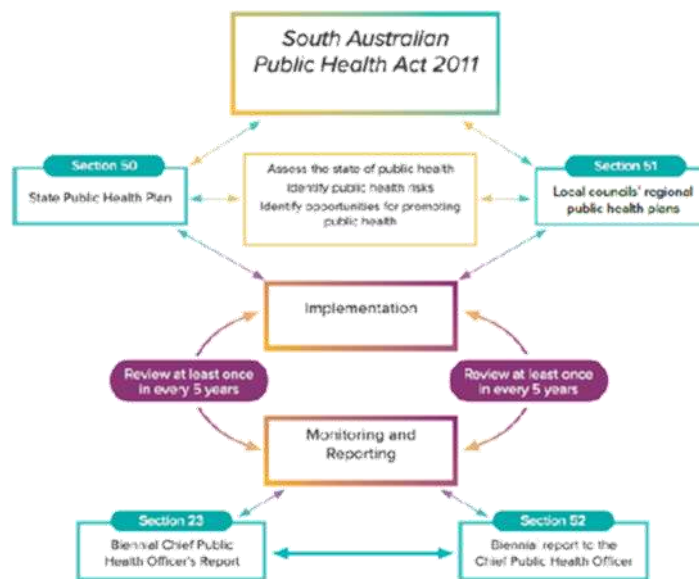 South Australian
Public Health Act 2011
Section 50
State Public Health Plan
Assess the state of public health
Identify public health risks
Identify opportunities for promoting
public health
Section 51
Local councils' regional
public health plans
Implementation
Review at least once
in every 5 years
Review at least once
in every 5 years
Monitoring and
Reporting
Section 23
Biennial Chief Public
Health Officer's Report
Section 52
Biennial report to the
Chief Public Health Officer